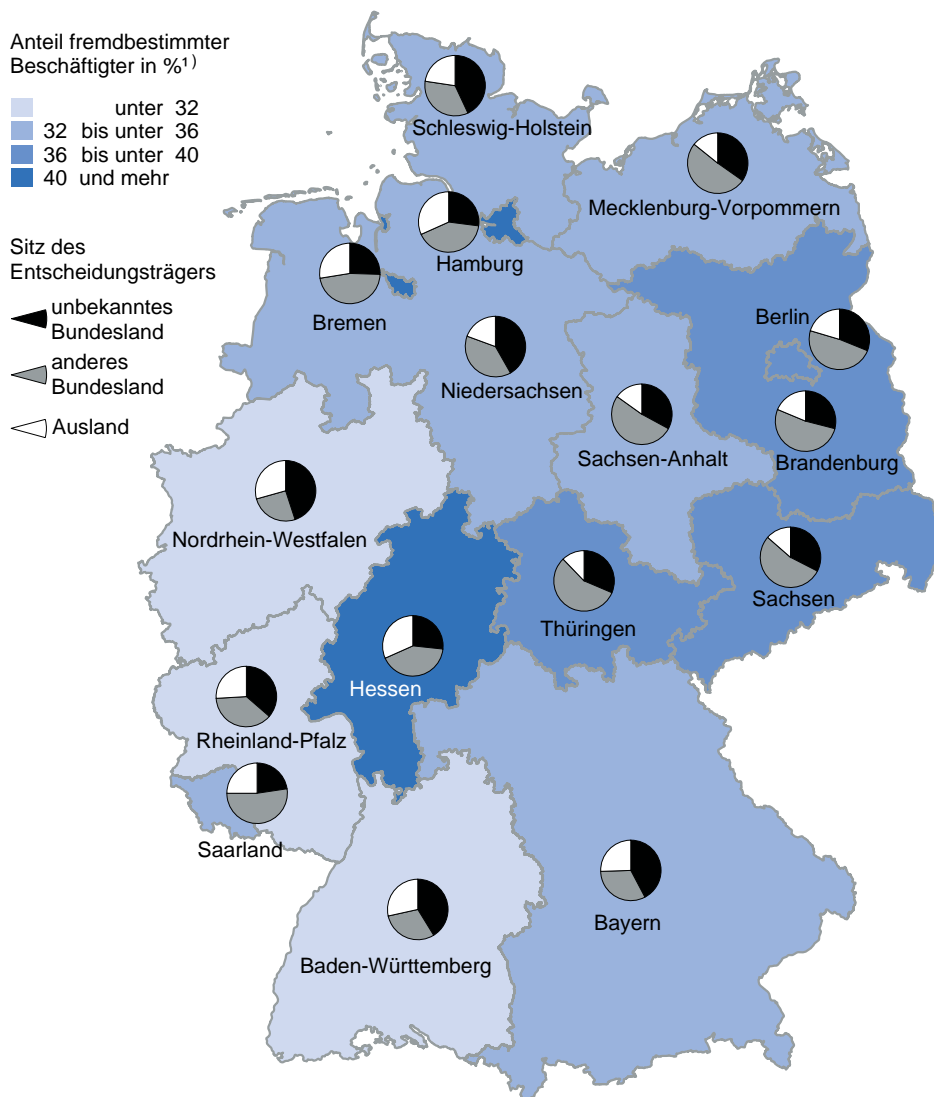 Anteil fremdbestimmter
Beschäftigter in %¹)
unter 32
32 bis unter 36
36 bis unter 40
40 und mehr
Sitz des
Entscheidungsträgers
unbekanntes
Bundesland
anderes
Bundesland
Ausland
Schleswig-Holstein
Mecklenburg-Vorpommern
Hamburg
Bremen
Berlin
Niedersachsen
Sachsen-Anhalt
Brandenburg
Nordrhein-Westfalen
Sachsen
Thüringen
Hessen
Rheinland-Pfalz
Saarland
Bayern
Baden-Württemberg